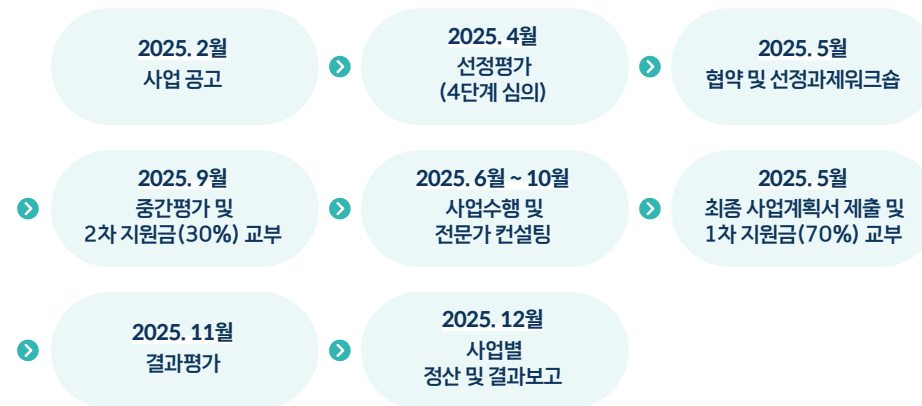 2025. 2월
사업 공고
2025. 4월
선정평가
(4단계 심의)
2025. 5월
협약 및 선정과제워크숍
2025. 9월
중간평가 및
2차 지원금(30%) 교부
2025. 6월 ~ 10월
사업수행 및
전문가 컨설팅
2025. 5월
최종 사업계획서 제출 및
1차 지원금(70%) 교부
2025. 11월
결과평가
2025. 12월
사업별
정산 및 결과보고